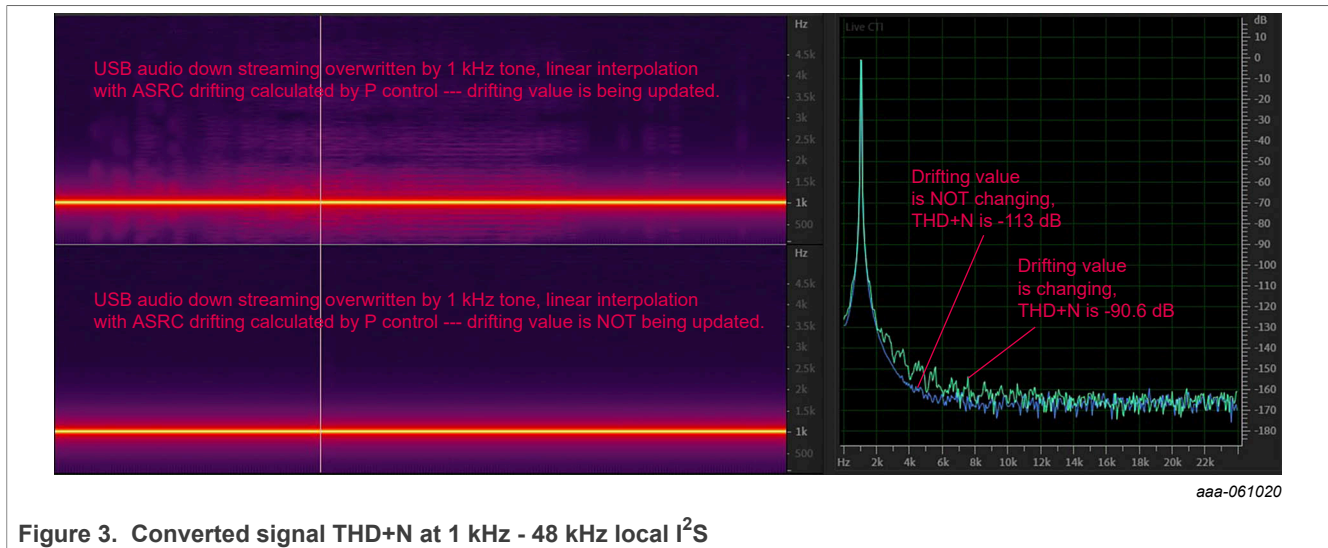 USB audio down streaming overwritten by 1 kHz tone, linear interpolation
with ASRC drifting calculated by P control --- drifting value is being updated.
Hz
4.5k
4k
3.5k
3k
2.5k
2k
1.5k
1k
500
USB audio down streaming overwritten by 1 kHz tone, linear interpolation
with ASRC drifting calculated by P control --- drifting value is NOT being updated.
Hz
4.5k
4k
3.5k
3k
2.5k
2k
1.5k
1k
500
Live CTI
Drifting value
is NOT changing,
THD+N is -113 dB
Drifting value
is changing,
THD+N is -90.6 dB
dB
10
0
-10
-20
-30
-40
-50
-60
-70
-80
-90
-100
-110
-120
-130
-140
-150
-160
-170
-180
Hz 2k 4k 6k 8k 10k 12k 14k 16k 18k 20k 22k
aaa-061020
Figure 3. Converted signal THD+N at 1 kHz - 48 kHz local I²S